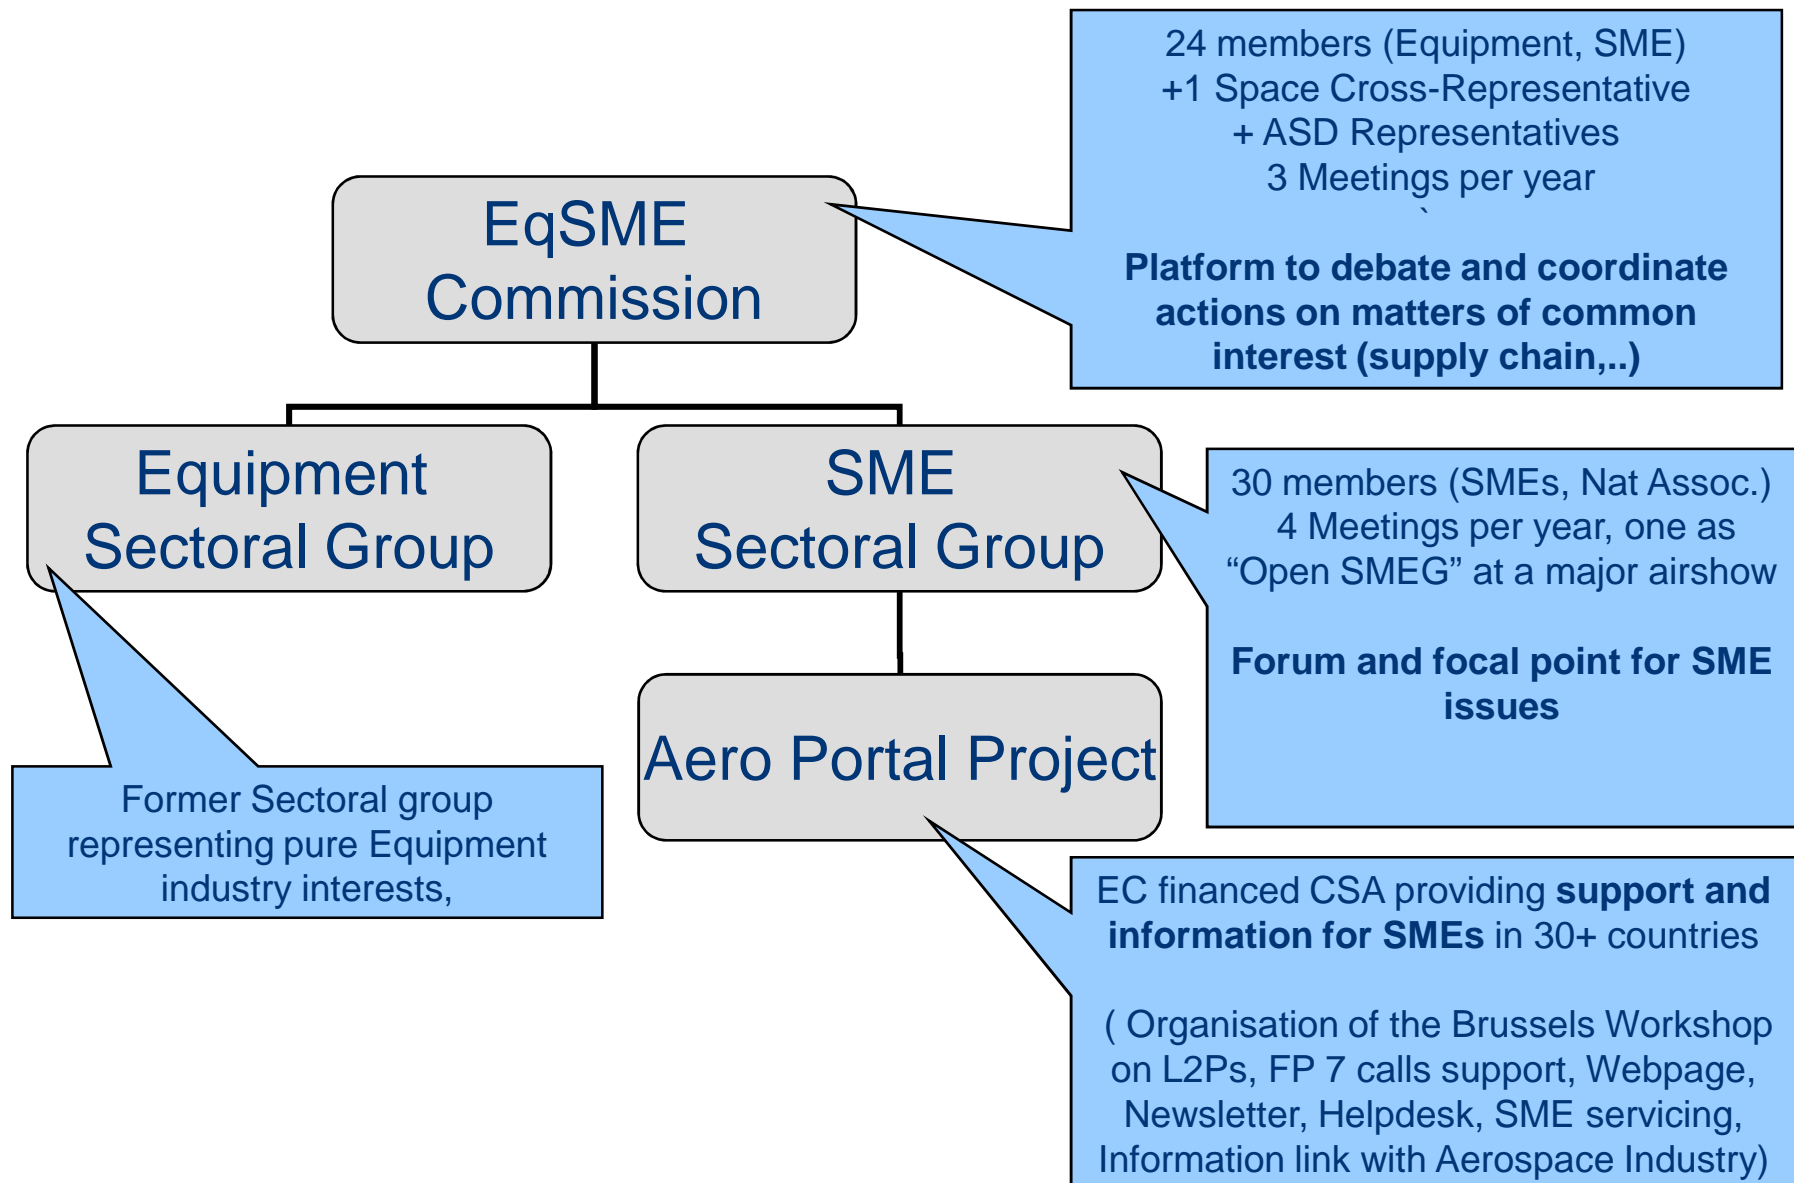 24 members (Equipment, SME)
+1 Space Cross-Representative
+ ASD Representatives
3 Meetings per year
`
Platform to debate and coordinate
actions on matters of common
interest (supply chain,..)
EqSME
Commission
Equipment
Sectoral Group
SME
Sectoral Group
30 members (SMEs, Nat Assoc.)
4 Meetings per year, one as
“Open SMEG” at a major airshow
Forum and focal point for SME
issues
Aero Portal Project
Former Sectoral group
representing pure Equipment
industry interests,
EC financed CSA providing support and
information for SMEs in 30+ countries
( Organisation of the Brussels Workshop
on L2Ps, FP 7 calls support, Webpage,
Newsletter, Helpdesk, SME servicing,
Information link with Aerospace Industry)